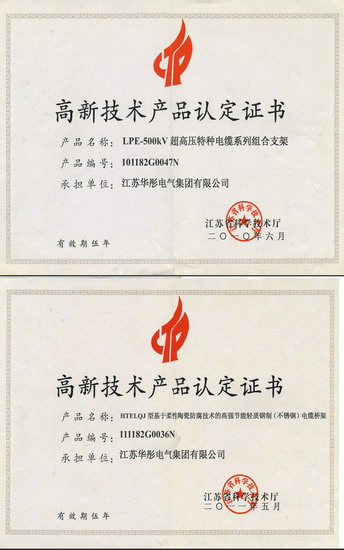 高新技术产品认定证书
产品名称：LPE-500kV 超高压特种电缆系列组合支架
产品编号：101182G0047N
承担单位：江苏华彤电气集团有限公司
江苏省科学技术厅
二〇一〇年六月
有效期伍年
高新技术产品认定证书
产品名称：HTELQJ 型基于柔性陶瓷防腐技术的高强节能轻质钢制（不锈钢）电缆桥架
产品编号：111182G0036N
承担单位：江苏华彤电气集团有限公司
江苏省科学技术厅
二〇一一年五月
有效期伍年